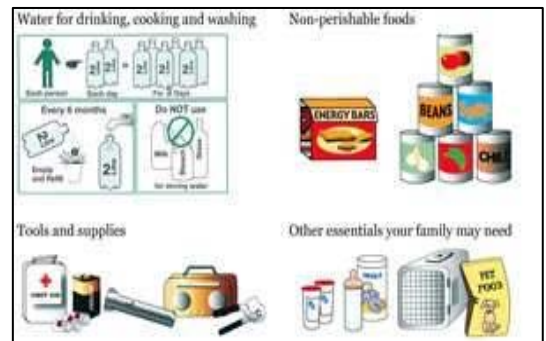 Water for drinking, cooking and washing
Non-perishable foods
Each person
Each day
For 3 days
Every 6 months
Empty
and Refill
Do NOT use
Milk
for storing water
ENERGY BARS
BEANS
CHILI
Tools and supplies
Other essentials your family may need
FIRST AID
PET
FOOD